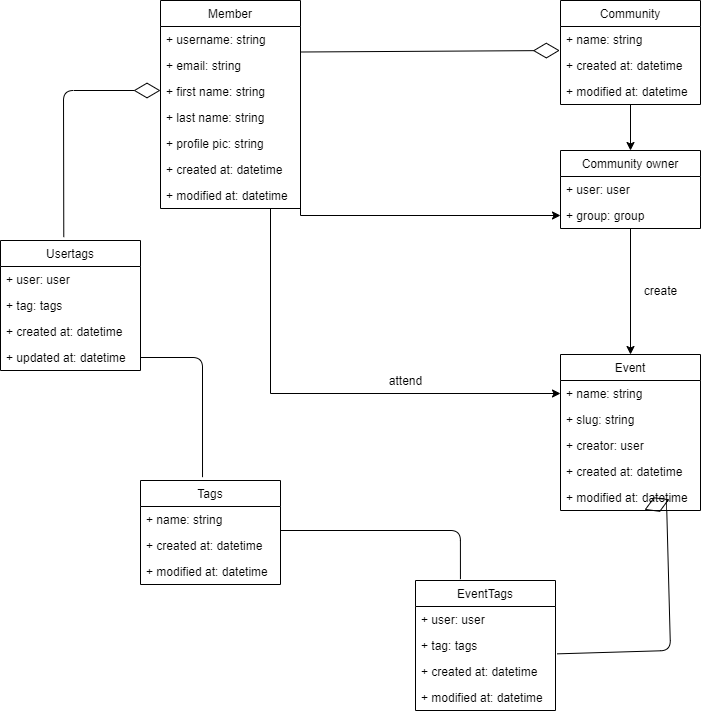 Member
+ username: string
+ email: string
+ first name: string
+ last name: string
+ profile pic: string
+ created at: datetime
+ modified at: datetime
Community
+ name: string
+ created at: datetime
+ modified at: datetime
Community owner
+ user: user
+ group: group
create
Usertags
+ user: user
+ tag: tags
+ created at: datetime
+ updated at: datetime
attend
Event
+ name: string
+ slug: string
+ creator: user
+ created at: datetime
+ modified at: datetime
Tags
+ name: string
+ created at: datetime
+ modified at: datetime
EventTags
+ user: user
+ tag: tags
+ created at: datetime
+ modified at: datetime